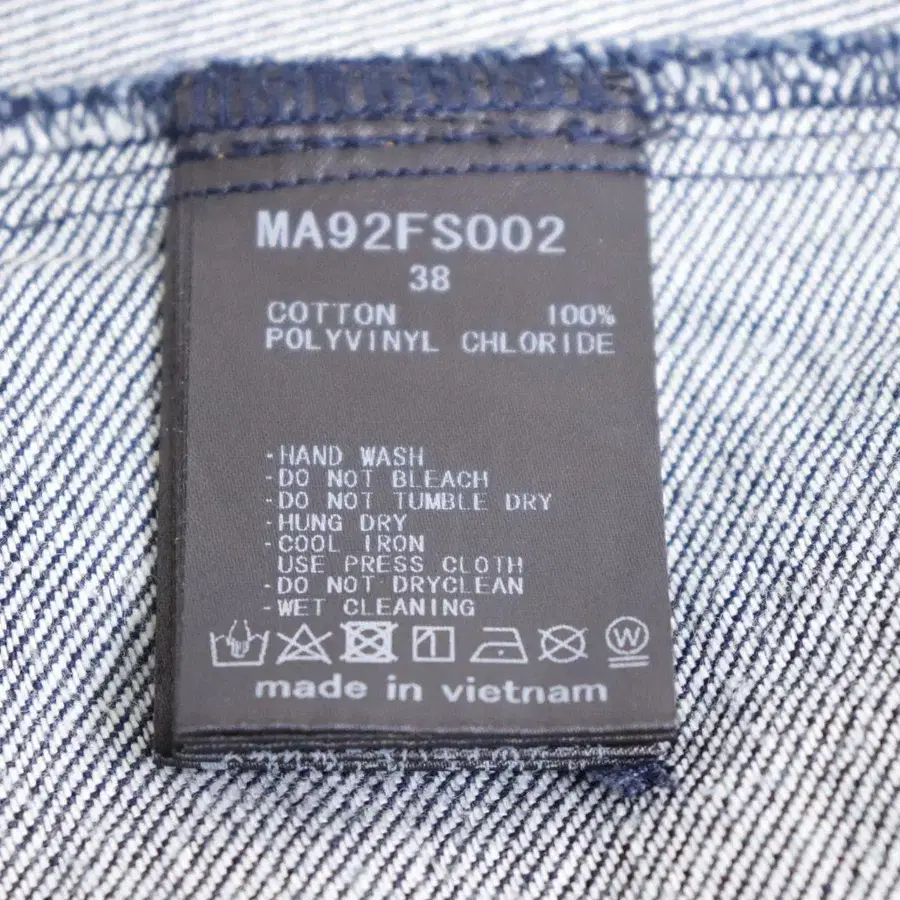 MA92FS002
38
COTTON 100%
POLYVINYL CHLORIDE
-HAND WASH
-DO NOT BLEACH
-DO NOT TUMBLE DRY
-HUNG DRY
-COOL IRON
USE PRESS CLOTH
-DO NOT DRYCLEAN
-WET CLEANING
W
made in vietnam